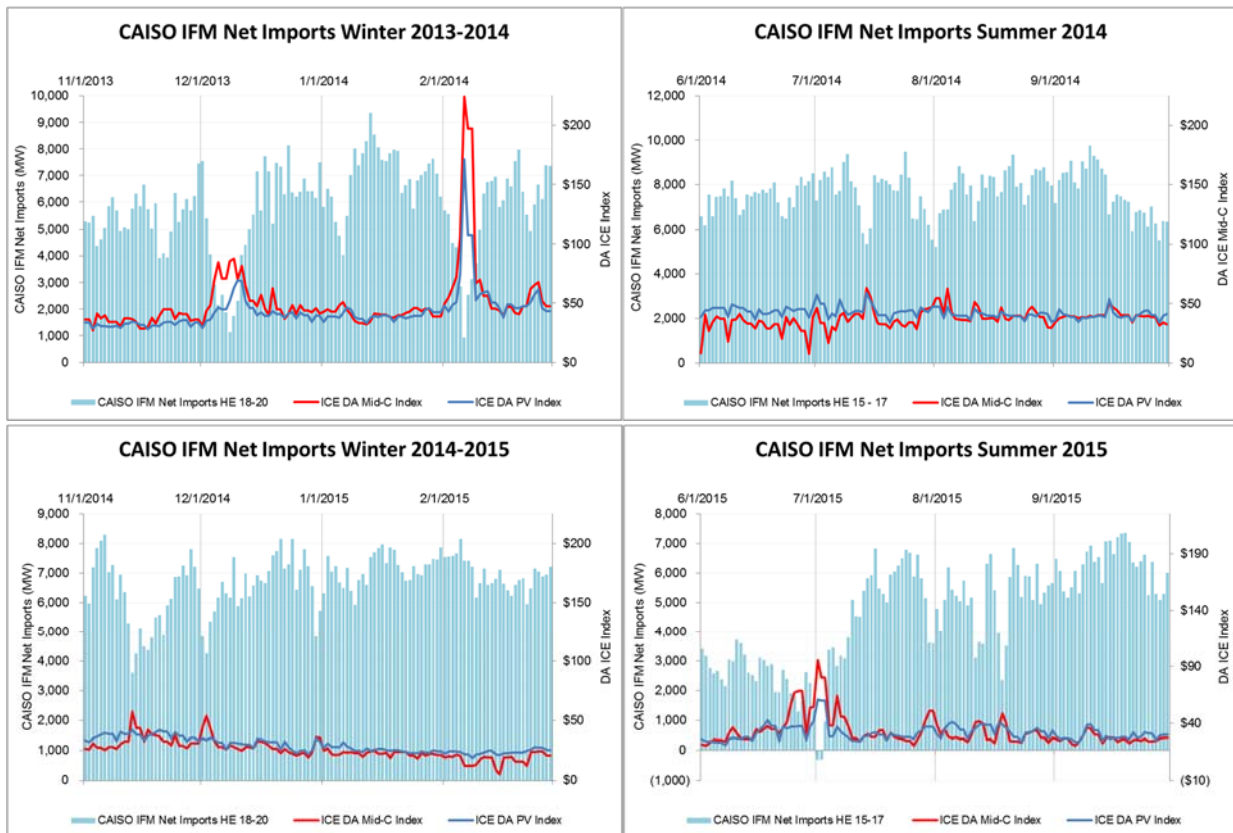 CAISO IFM Net Imports Winter 2013-2014
11/1/2013 12/1/2013 1/1/2014 2/1/2014
CAISO IFM Net Imports (MW)
10,000
9,000
8,000
7,000
6,000
5,000
4,000
3,000
2,000
1,000
0
$200
$150
$100
$50
$0
DA ICE Index
CAISO IFM Net Imports HE 18-20 ICE DA Mid-C Index ICE DA PV Index
CAISO IFM Net Imports Summer 2014
6/1/2014 7/1/2014 8/1/2014 9/1/2014
CAISO IFM Net Imports (MW)
12,000
10,000
8,000
6,000
4,000
2,000
0
$200
$150
$100
$50
$0
DA ICE Mid-C Index
CAISO IFM Net Imports HE 15 - 17 ICE DA Mid-C Index ICE DA PV Index
CAISO IFM Net Imports Winter 2014-2015
11/1/2014 12/1/2014 1/1/2015 2/1/2015
CAISO IFM Net Imports (MW)
9,000
8,000
7,000
6,000
5,000
4,000
3,000
2,000
1,000
0
$200
$150
$100
$50
$0
DA ICE Index
CAISO IFM Net Imports HE 18-20 ICE DA Mid-C Index ICE DA PV Index
CAISO IFM Net Imports Summer 2015
6/1/2015 7/1/2015 8/1/2015 9/1/2015
CAISO IFM Net Imports (MW)
8,000
7,000
6,000
5,000
4,000
3,000
2,000
1,000
0
(1,000)
$190
$140
$90
$40
($10)
DA ICE Index
CAISO IFM Net Imports HE 15-17 ICE DA Mid-C Index ICE DA PV Index